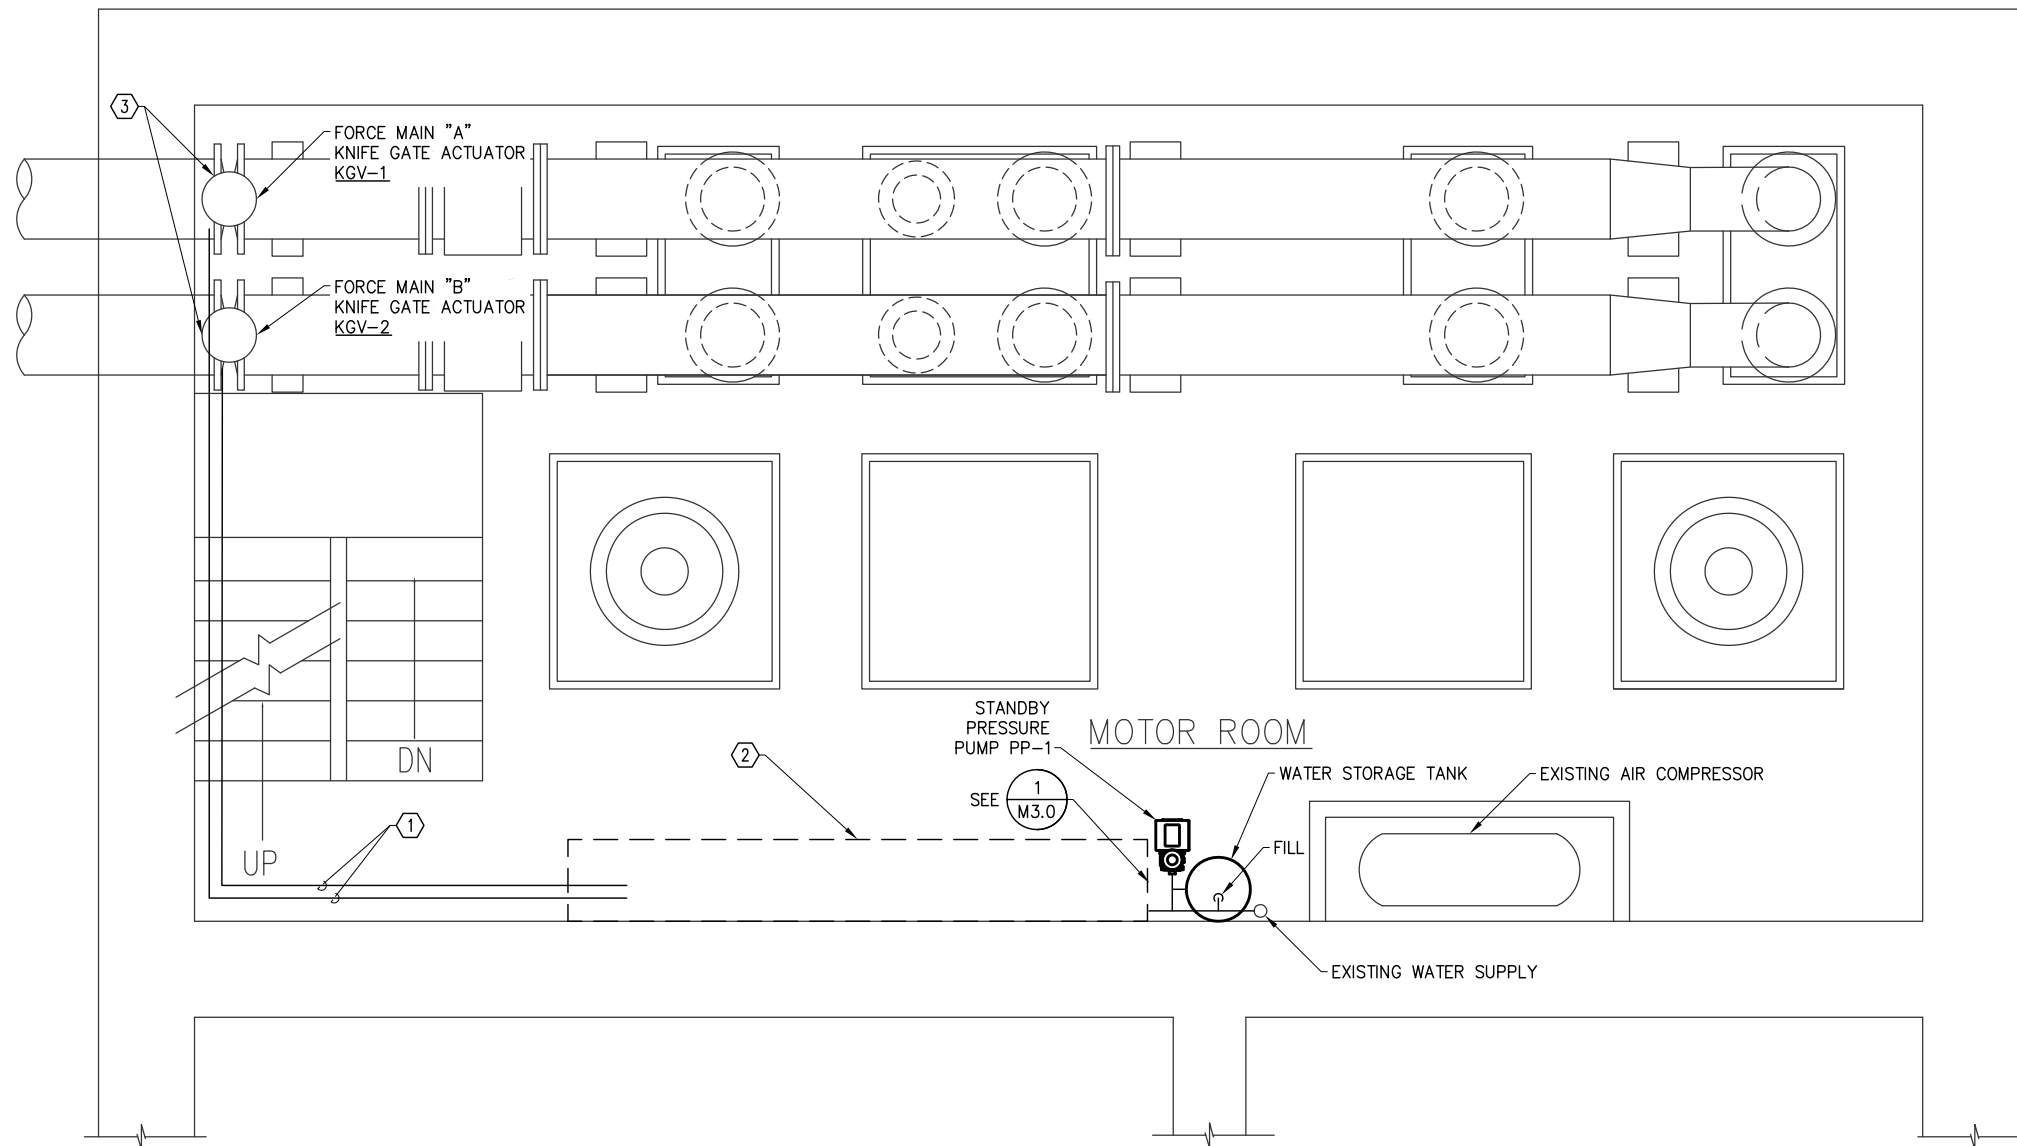 3
FORCE MAIN "A"
KNIFE GATE ACTUATOR
KGV-1
FORCE MAIN "B"
KNIFE GATE ACTUATOR
KGV-2
STANDBY
PRESSURE
PUMP PP-1
MOTOR ROOM
2
DN
WATER STORAGE TANK
EXISTING AIR COMPRESSOR
SEE
1
M3.0
1
FILL
UP
EXISTING WATER SUPPLY